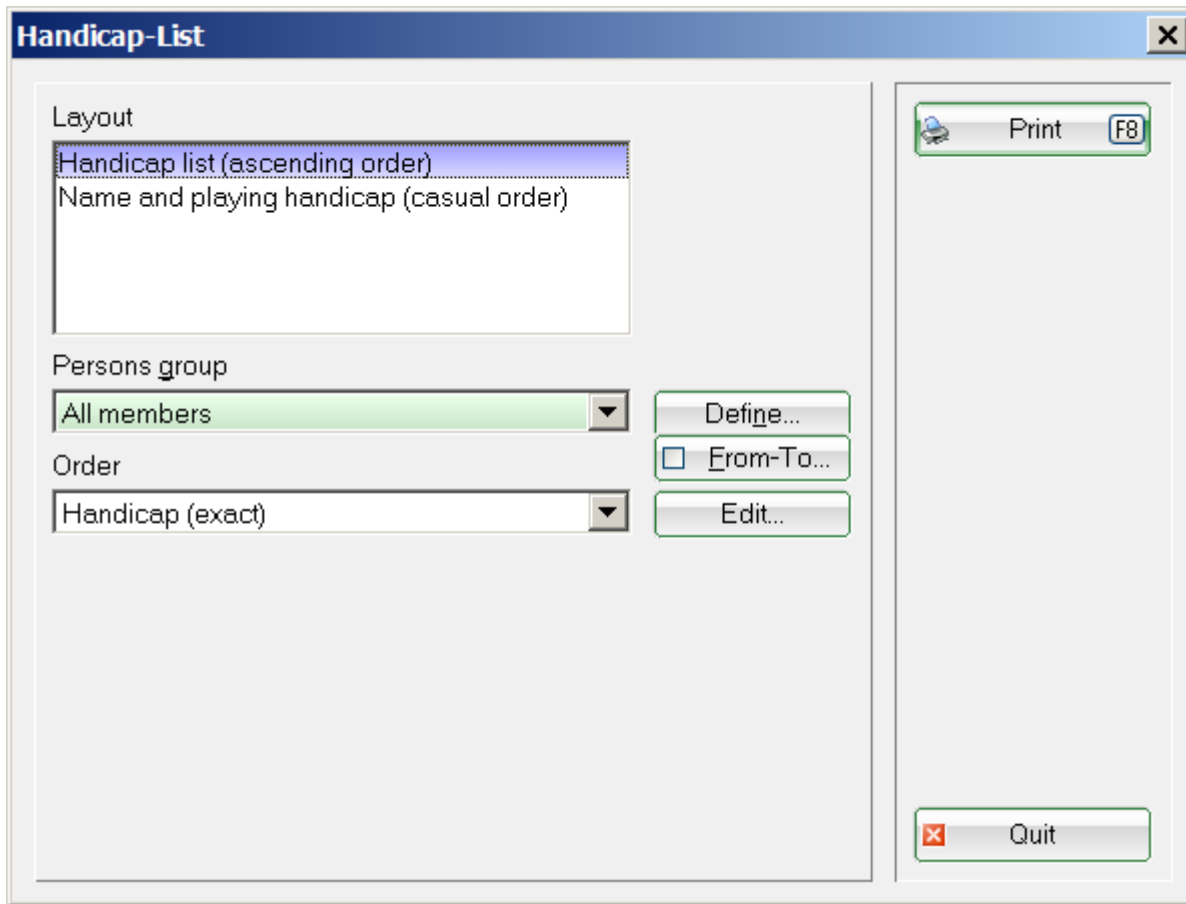 Handicap-List
Layout
Handicap list (ascending order)
Name and playing handicap (casual order)
Persons group
All members
Define...
From-To...
Order
Handicap (exact)
Edit...
Print F8
Quit